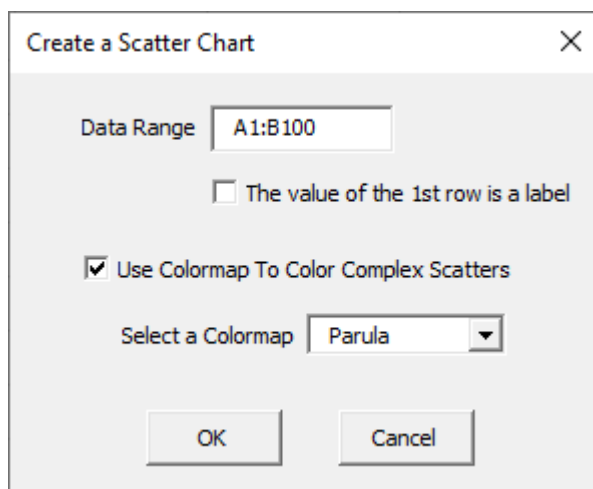 Create a Scatter Chart
Data Range A1:B100
The value of the 1st row is a label
Use Colormap To Color Complex Scatters
Select a Colormap Parula
OK Cancel